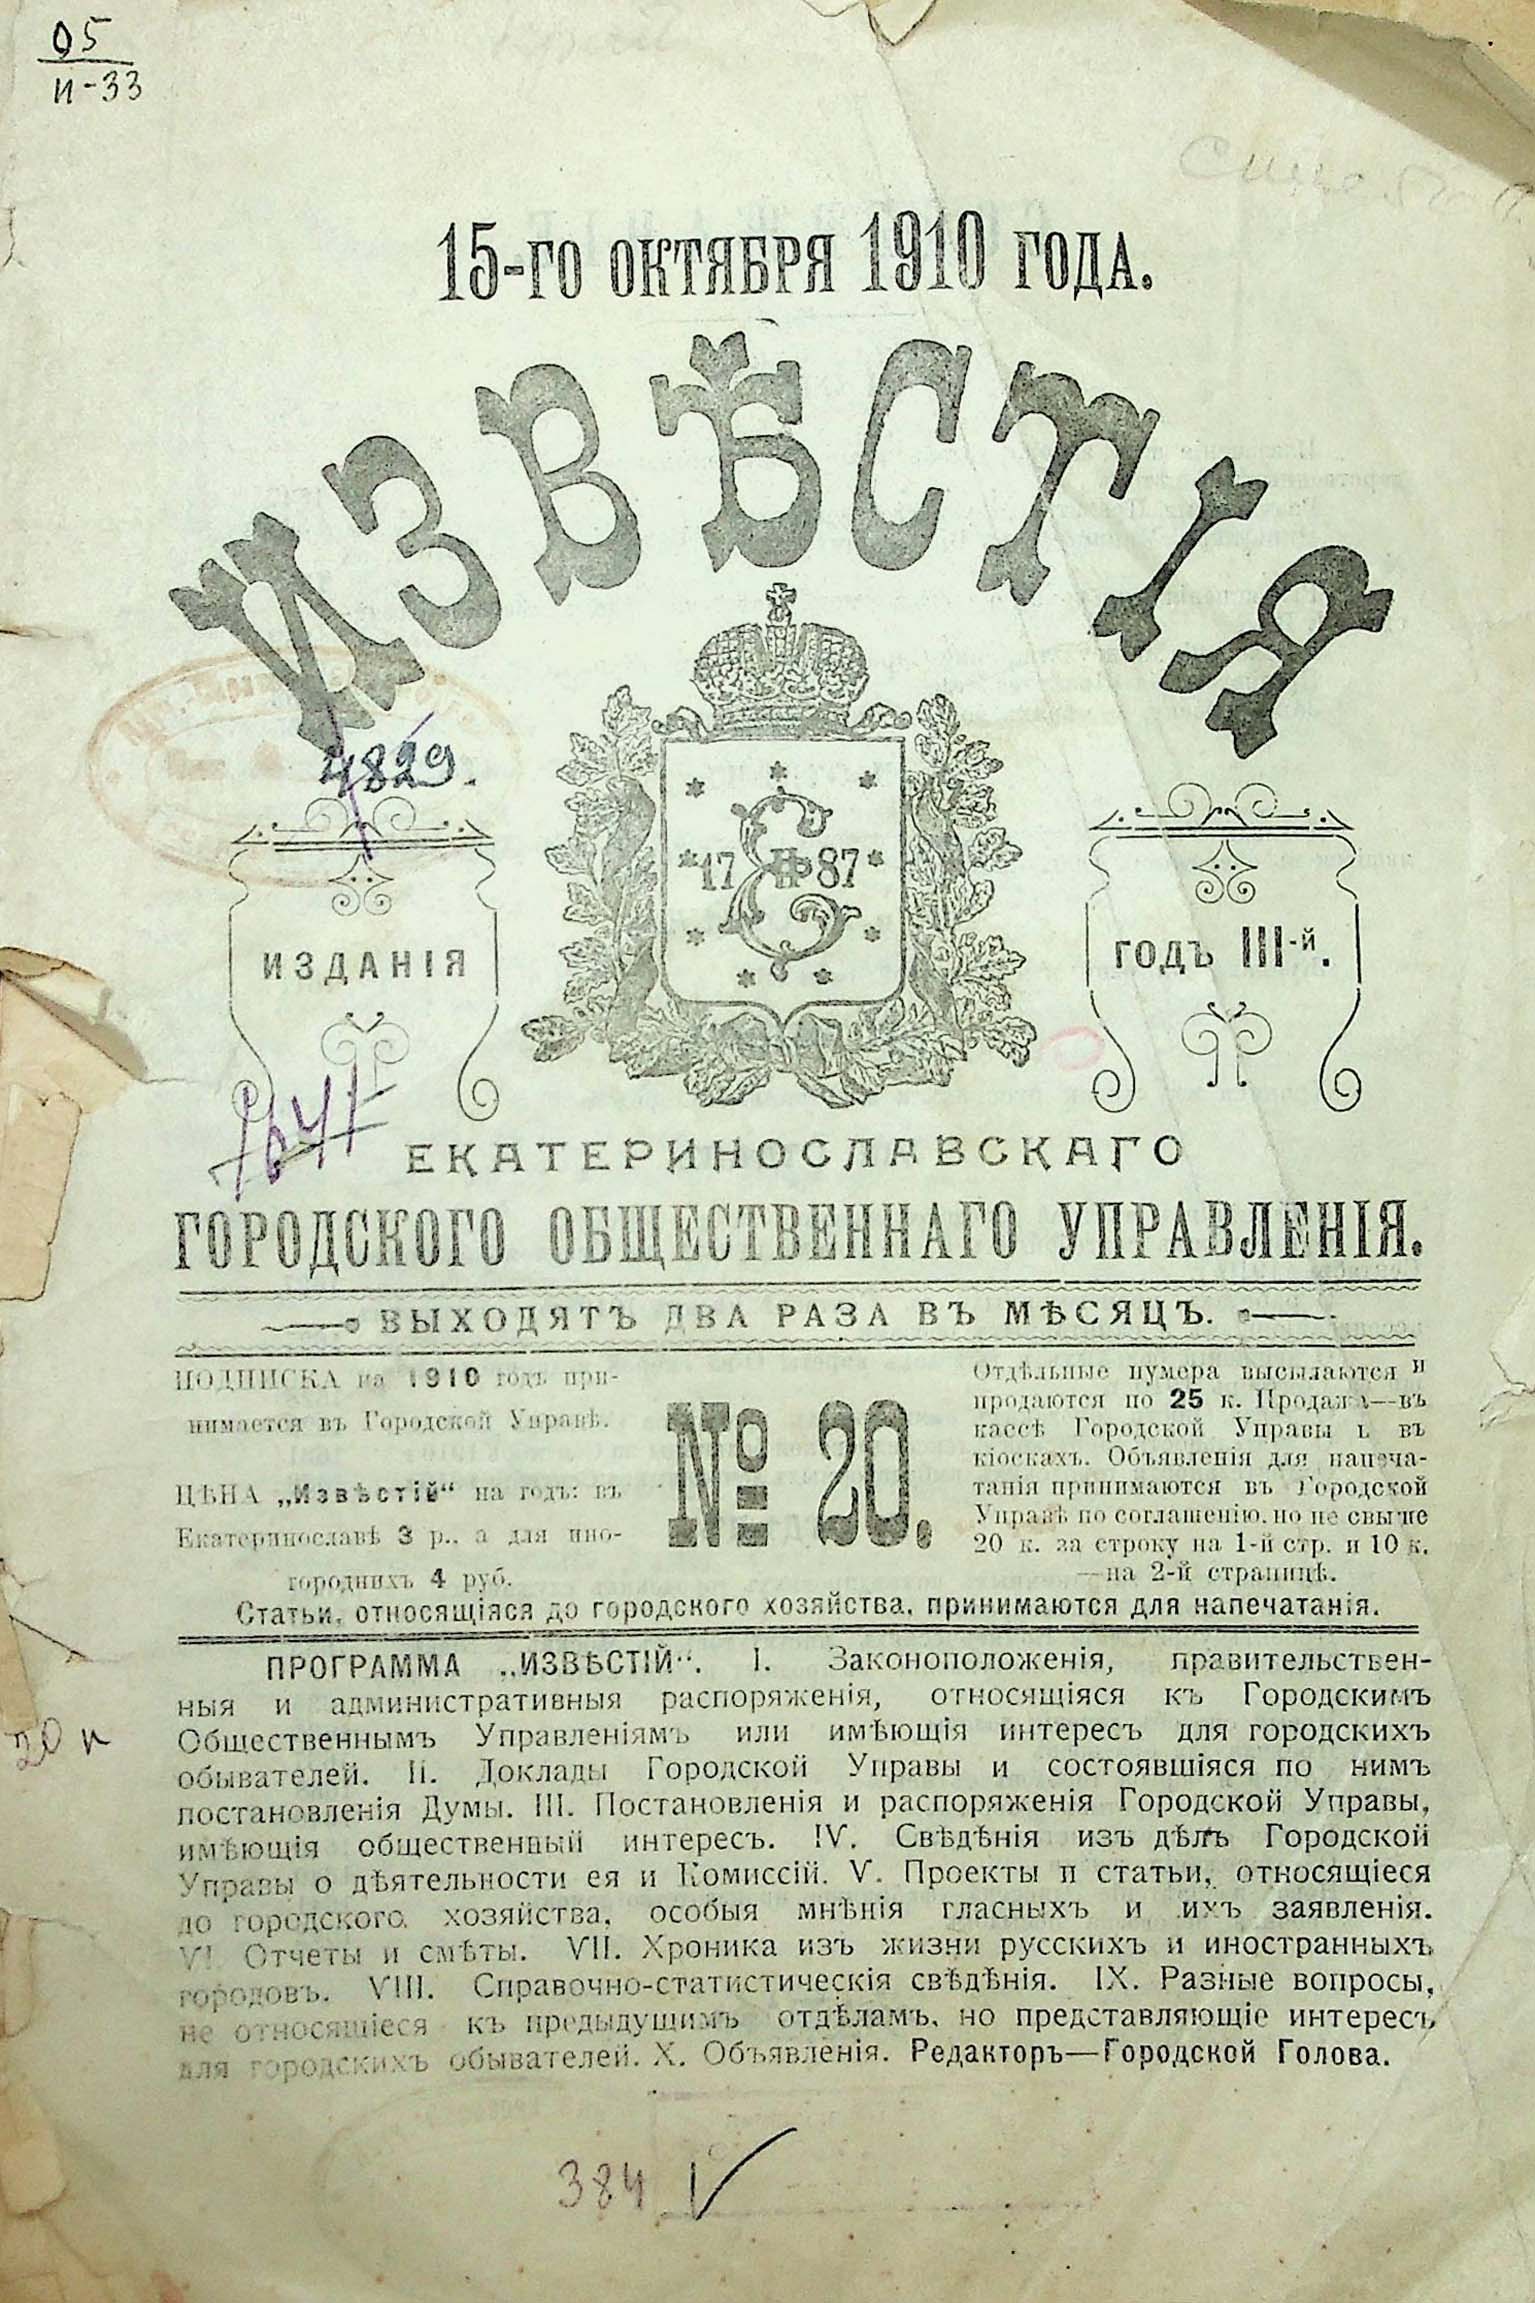 05
И-33
15-го октября 1910 года.
ИЗВѢСТІЯ
4829.
17 87
ИЗДАНІЯ
годъ III-й.
ЕКАТЕРИНОСЛАВСКАГО
ГОРОДСКОГО ОБЩЕСТВЕННАГО УПРАВЛЕНІЯ.
ВЫХОДЯТЪ ДВА РАЗА ВЪ МѢСЯЦЪ.
ПОДПИСКА на 1910 годъ при-
нимается въ Городской Управѣ.
ЦѢНА „Извѣстій“ на годъ: въ
Екатеринославѣ 3 р., а для ино-
городнихъ 4 руб.
№ 20.
Отдѣльные нумера высылаются и
продаются по 25 к. Продажа—въ
кассѣ Городской Управы и въ
кіоскахъ. Объявленія для напеча-
танія принимаются въ Городской
Управѣ по соглашенію, но не свыше
20 к. за строку на 1-й стр. и 10 к.
—на 2-й страницѣ.
Статьи, относящіяся до городского хозяйства, принимаются для напечатанія.
ПРОГРАММА „ИЗВѢСТІЙ“. I. Законоположенія, правительствен-
ныя и административныя распоряженія, относящіяся къ Городскимъ
Общественнымъ Управленіямъ или имѣющія интересъ для городскихъ
обывателей. II. Доклады Городской Управы и состоявшіяся по нимъ
постановленія Думы. III. Постановленія и распоряженія Городской Управы,
имѣющія общественный интересъ. IV. Свѣдѣнія изъ дѣлъ Городской
Управы о дѣятельности ея и Комиссій. V. Проекты и статьи, относящіеся
до городского хозяйства, особыя мнѣнія гласныхъ и ихъ заявленія.
VI. Отчеты и смѣты. VII. Хроника изъ жизни русскихъ и иностранныхъ
городовъ. VIII. Справочно-статистическія свѣдѣнія. IX. Разные вопросы,
не относящіеся къ предыдущимъ отдѣламъ, но представляющіе интересъ
для городскихъ обывателей. X. Объявленія. Редакторъ—Городской Голова.
20 к
384